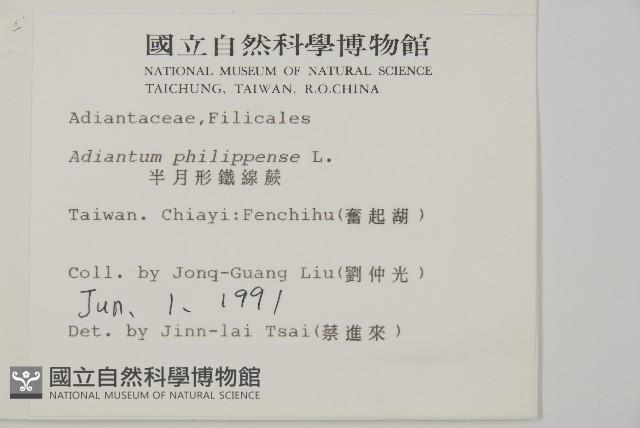 國立自然科學博物館
NATIONAL MUSEUM OF NATURAL SCIENCE
TAICHUNG, TAIWAN, R.O.CHINA
Adiantaceae,Filicales
Adiantum philippense L.
半月形鐵線蕨
Taiwan. Chiayi:Fenchihu(奮起湖)
Coll. by Jonq-Guang Liu(劉仲光)
Jun. 1. 1991
Det. by Jinn-lai Tsai(蔡進來)
國立自然科學博物館
NATIONAL MUSEUM OF NATURAL SCIENCE